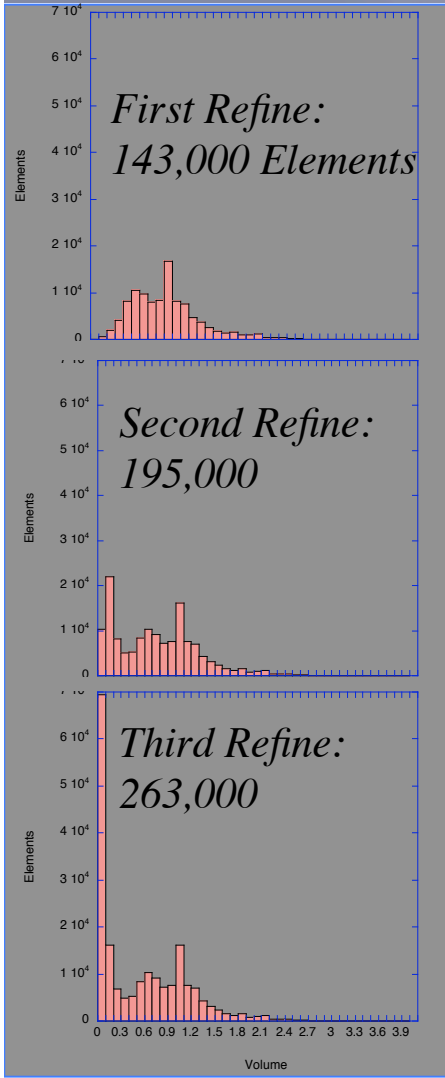 7 10⁴
6 10⁴
5 10⁴
4 10⁴
3 10⁴
2 10⁴
1 10⁴
0
Elements
First Refine:
143,000 Elements
6 10⁴
5 10⁴
4 10⁴
3 10⁴
2 10⁴
1 10⁴
0
Elements
Second Refine:
195,000
6 10⁴
5 10⁴
4 10⁴
3 10⁴
2 10⁴
1 10⁴
0
Elements
Third Refine:
263,000
0 0.3 0.6 0.9 1.2 1.5 1.8 2.1 2.4 2.7 3 3.3 3.6 3.9
Volume